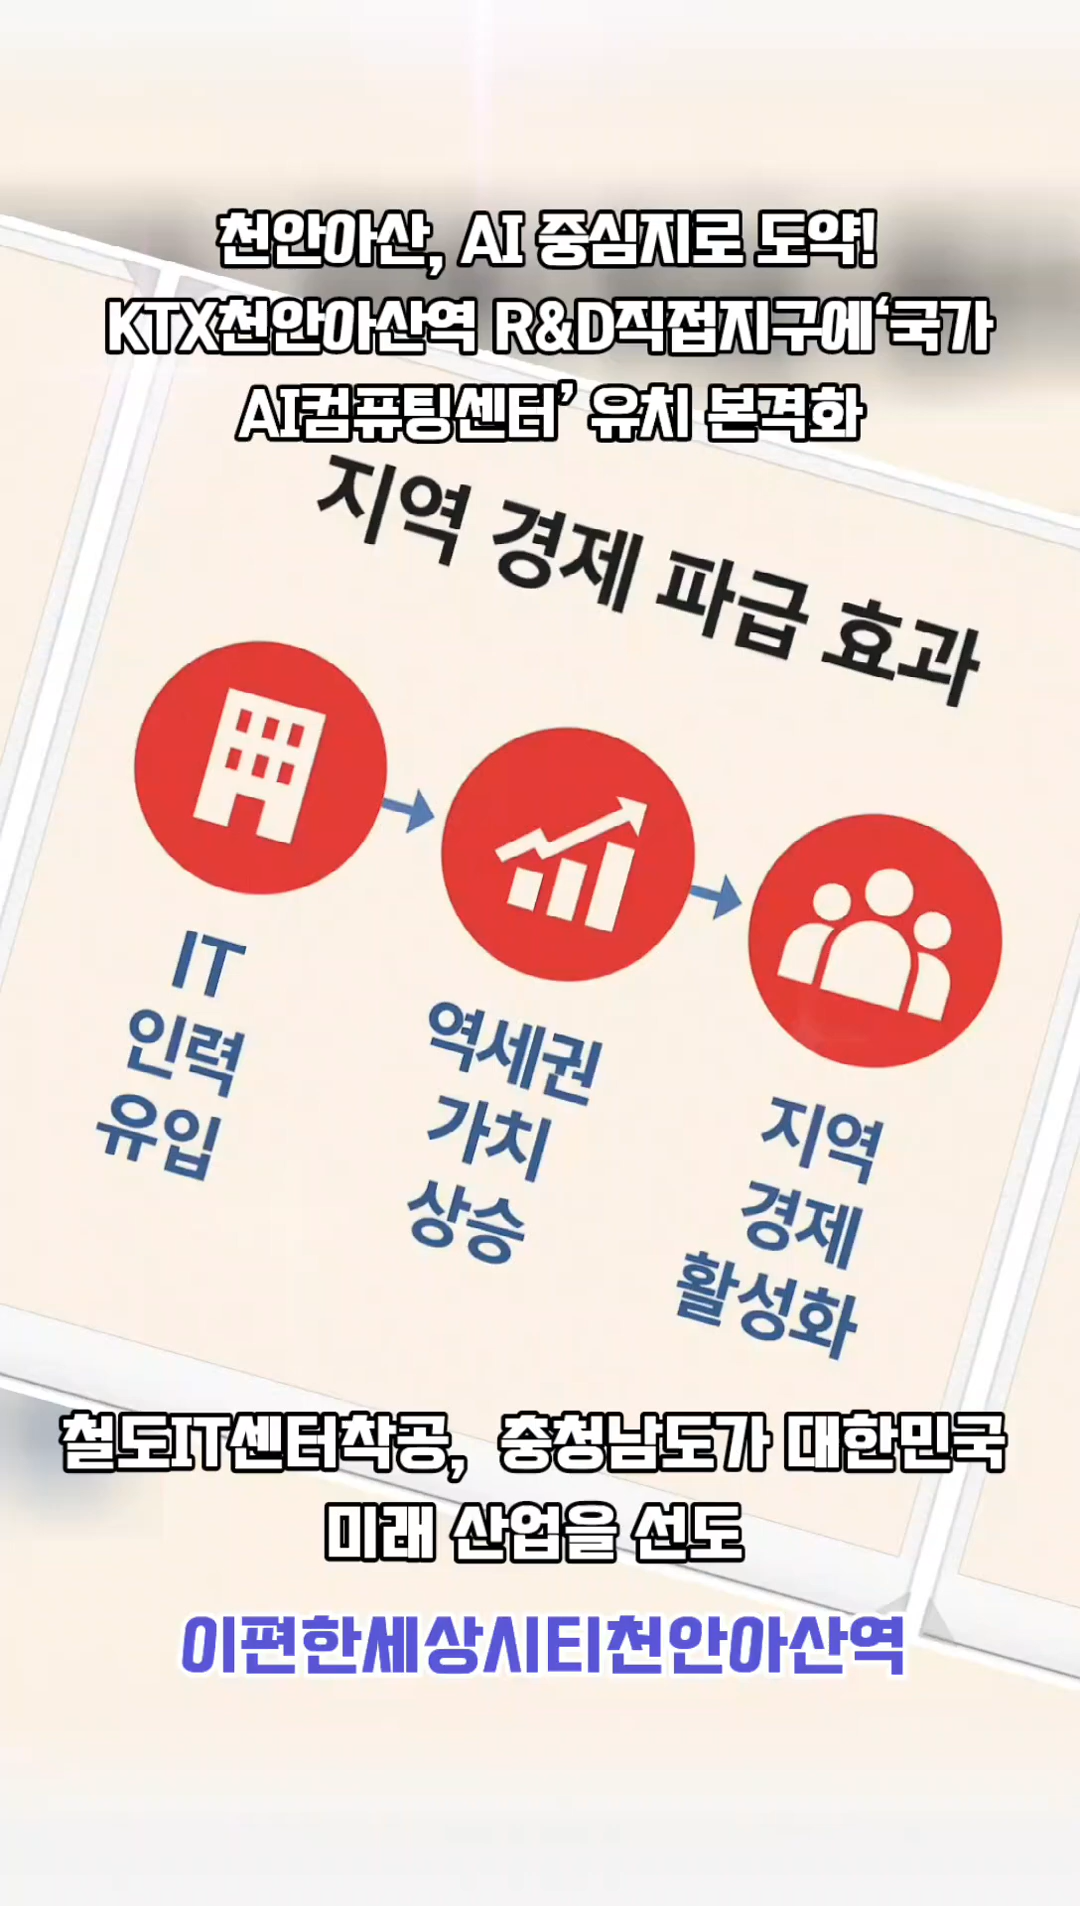 천안아산, AI 중심지로 도약!
KTX천안아산역 R&D직접지구에‘국가
AI컴퓨팅센터’ 유치 본격화
지역 경제 파급 효과
IT
인력
유입
역세권
가치
상승
지역
경제
활성화
철도IT센터착공, 충청남도가 대한민국
미래 산업을 선도
이편한세상시티천안아산역